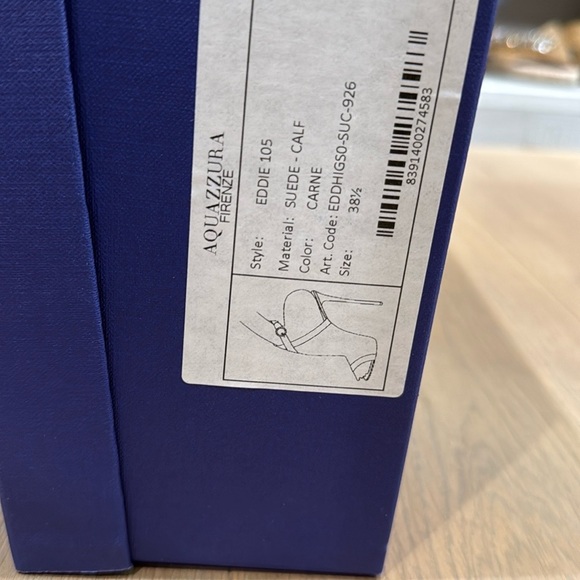 AQUAZZURA
FIRENZE
Style: EDDIE 105
Material: SUEDE - CALF
Color: CARNE
Art. Code: EDDHIGS0-SUC-926
Size: 38½
8391400274583